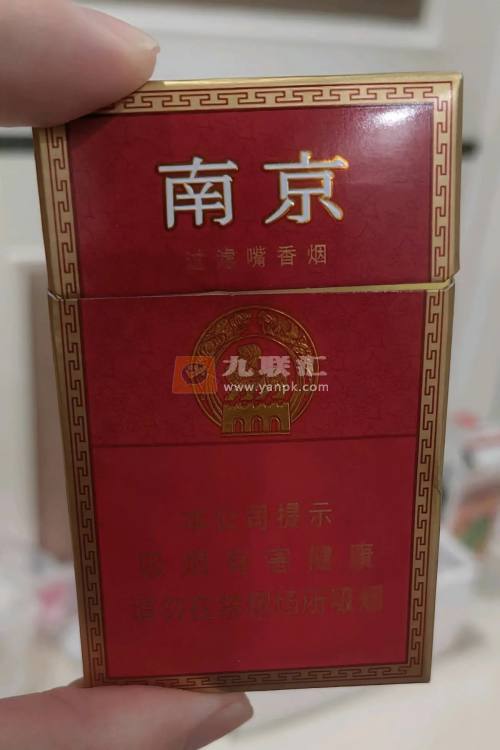 南京
过滤嘴香烟
九联汇
www.yanpk.com
本公司提示
吸烟有害健康
请勿在禁烟场所吸烟